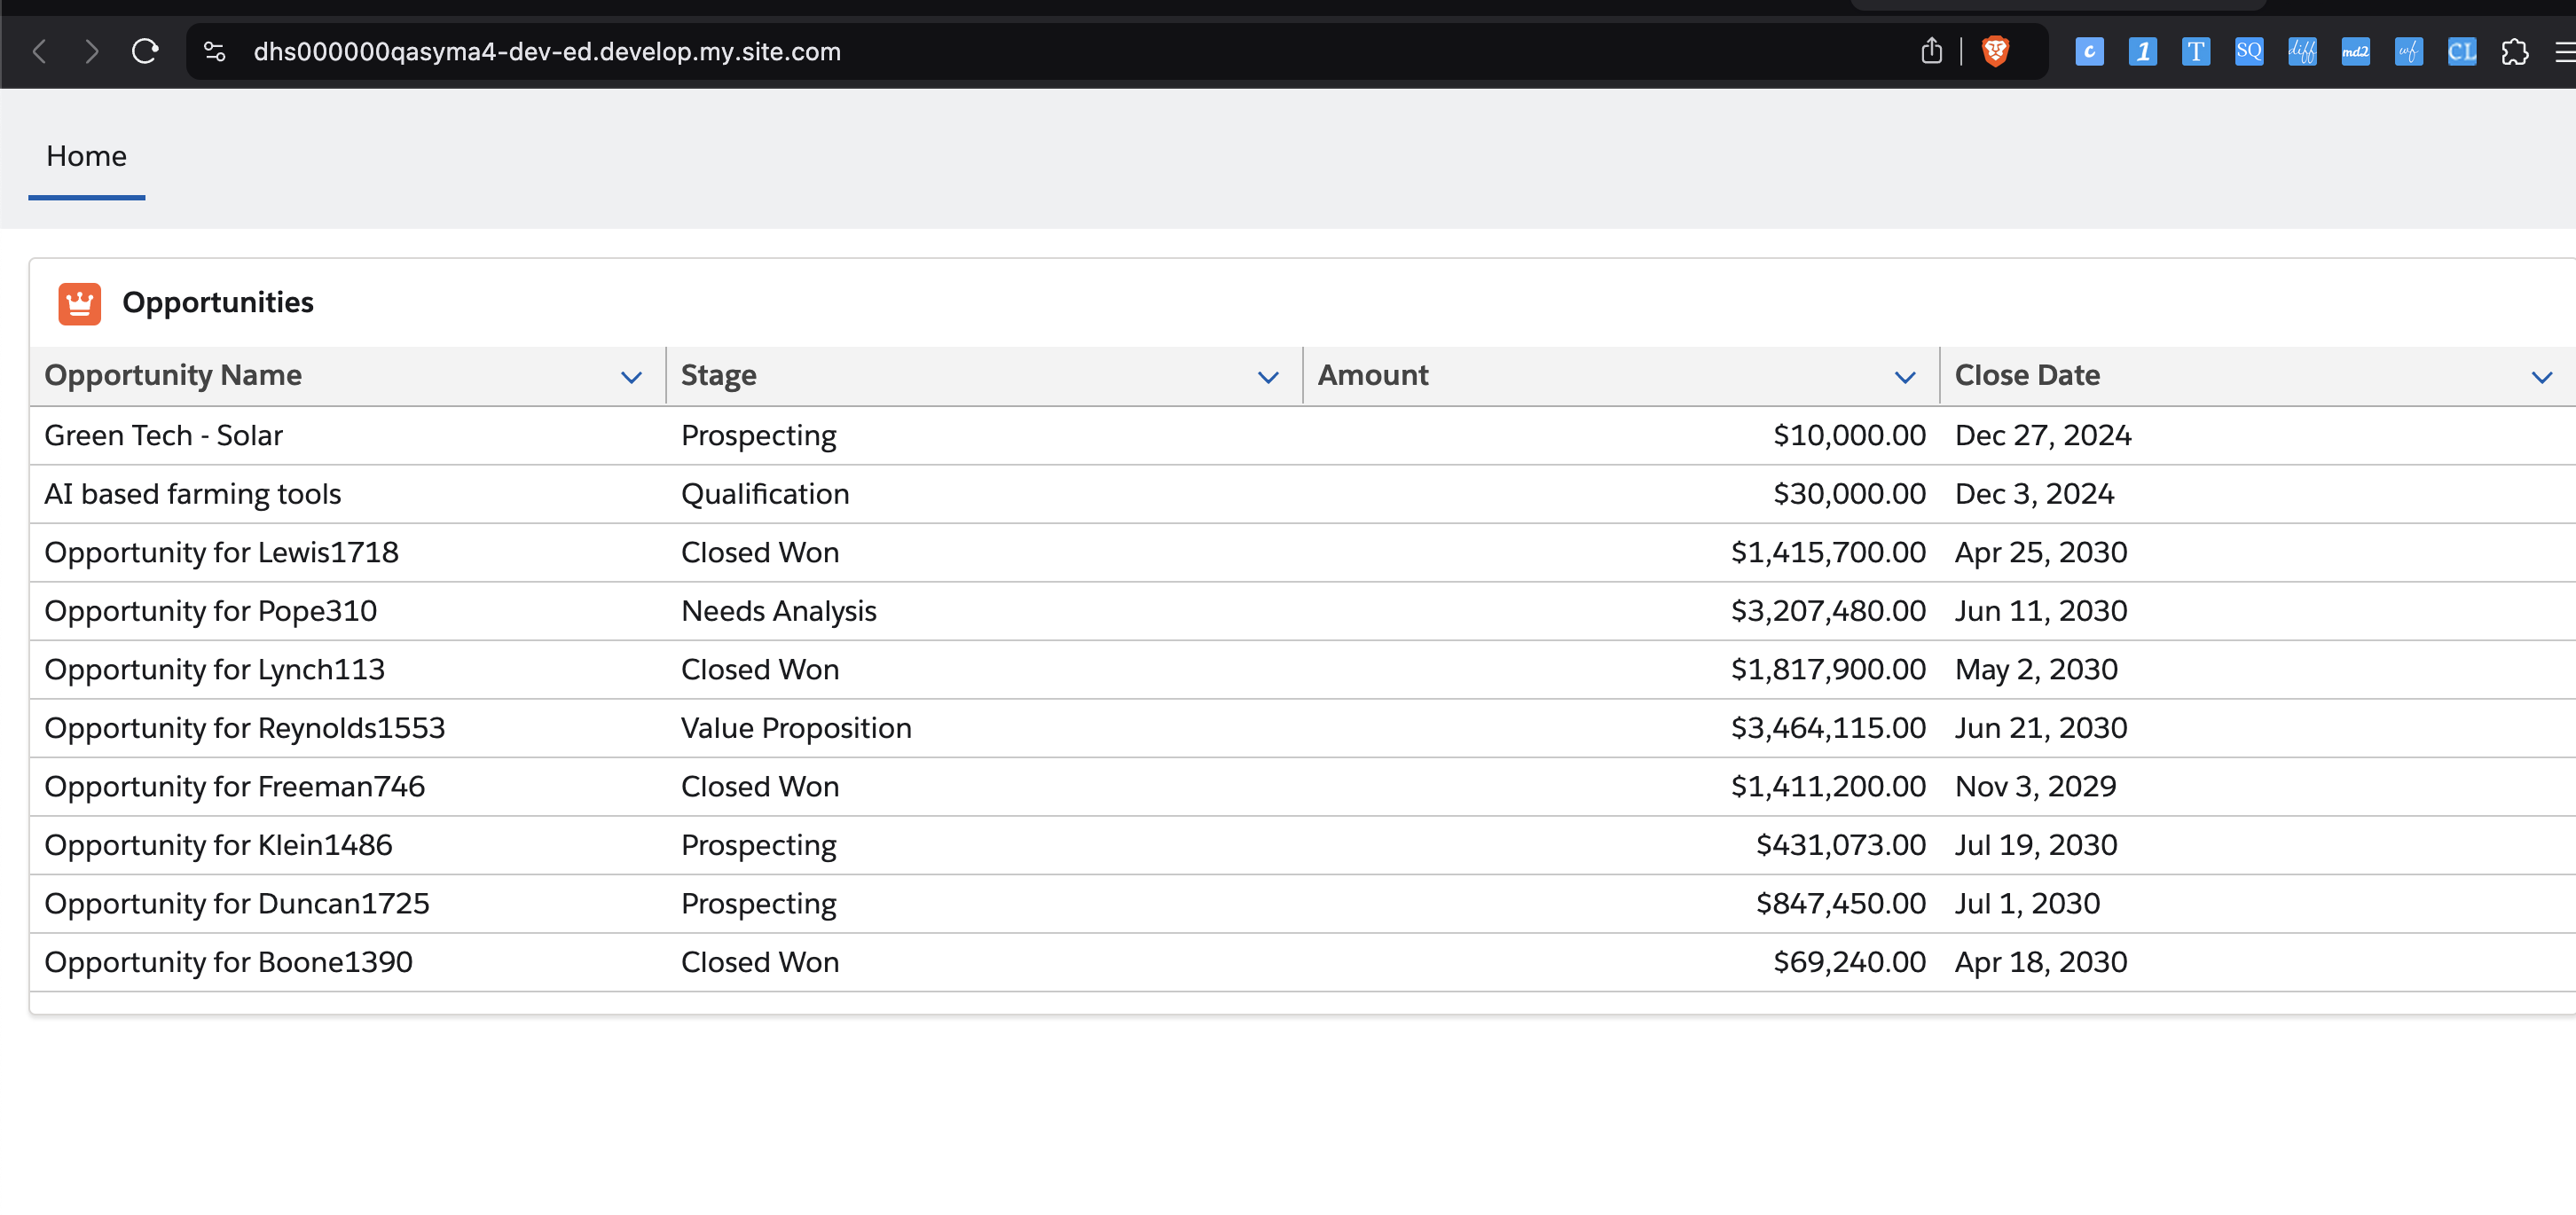 dhs000000qasyma4-dev-ed.develop.my.site.com c 1 T SQ diff md2 wf CL
Home
Opportunities
Opportunity Name Stage Amount Close Date
Green Tech - Solar Prospecting $10,000.00 Dec 27, 2024
AI based farming tools Qualification $30,000.00 Dec 3, 2024
Opportunity for Lewis1718 Closed Won $1,415,700.00 Apr 25, 2030
Opportunity for Pope310 Needs Analysis $3,207,480.00 Jun 11, 2030
Opportunity for Lynch113 Closed Won $1,817,900.00 May 2, 2030
Opportunity for Reynolds1553 Value Proposition $3,464,115.00 Jun 21, 2030
Opportunity for Freeman746 Closed Won $1,411,200.00 Nov 3, 2029
Opportunity for Klein1486 Prospecting $431,073.00 Jul 19, 2030
Opportunity for Duncan1725 Prospecting $847,450.00 Jul 1, 2030
Opportunity for Boone1390 Closed Won $69,240.00 Apr 18, 2030